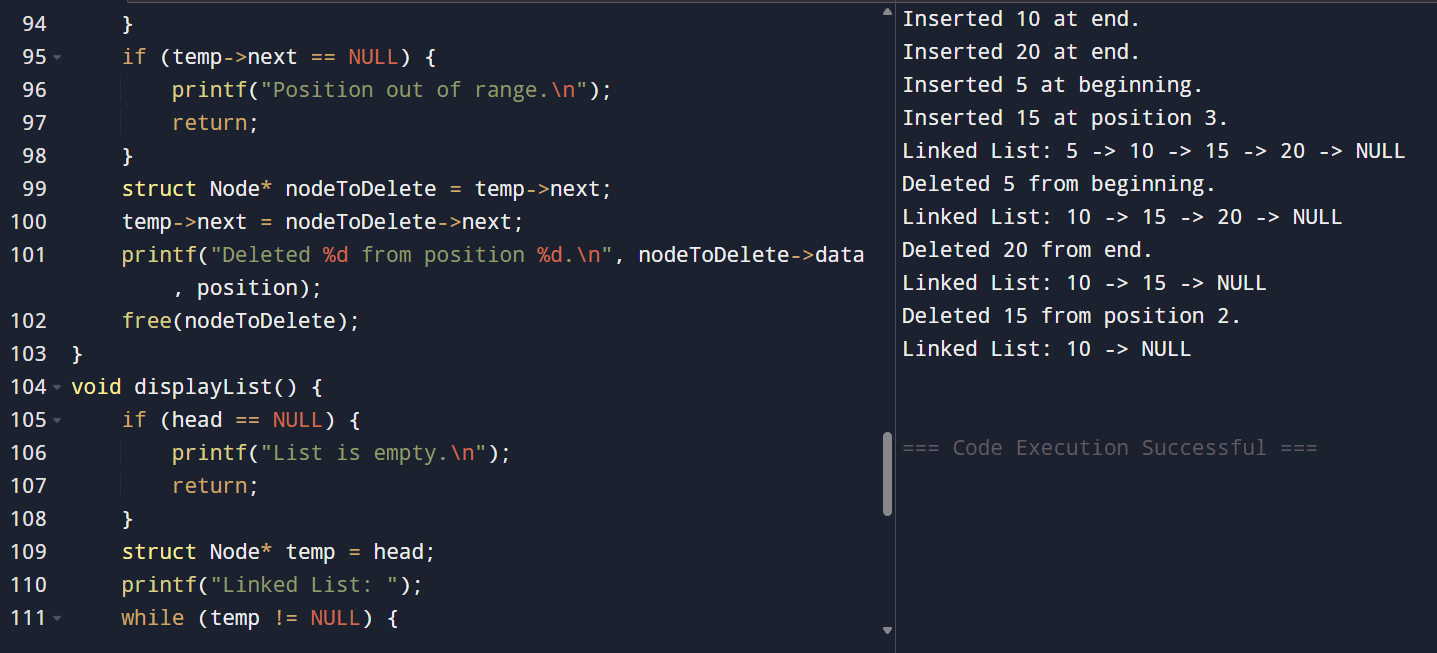 94     }
95     if (temp->next == NULL) {
96         printf("Position out of range.\n");
97         return;
98     }
99     struct Node* nodeToDelete = temp->next;
100     temp->next = nodeToDelete->next;
101     printf("Deleted %d from position %d.\n", nodeToDelete->data
        , position);
102     free(nodeToDelete);
103 }
104 void displayList() {
105     if (head == NULL) {
106         printf("List is empty.\n");
107         return;
108     }
109     struct Node* temp = head;
110     printf("Linked List: ");
111     while (temp != NULL) {
Inserted 10 at end.
Inserted 20 at end.
Inserted 5 at beginning.
Inserted 15 at position 3.
Linked List: 5 -> 10 -> 15 -> 20 -> NULL
Deleted 5 from beginning.
Linked List: 10 -> 15 -> 20 -> NULL
Deleted 20 from end.
Linked List: 10 -> 15 -> NULL
Deleted 15 from position 2.
Linked List: 10 -> NULL
=== Code Execution Successful ===